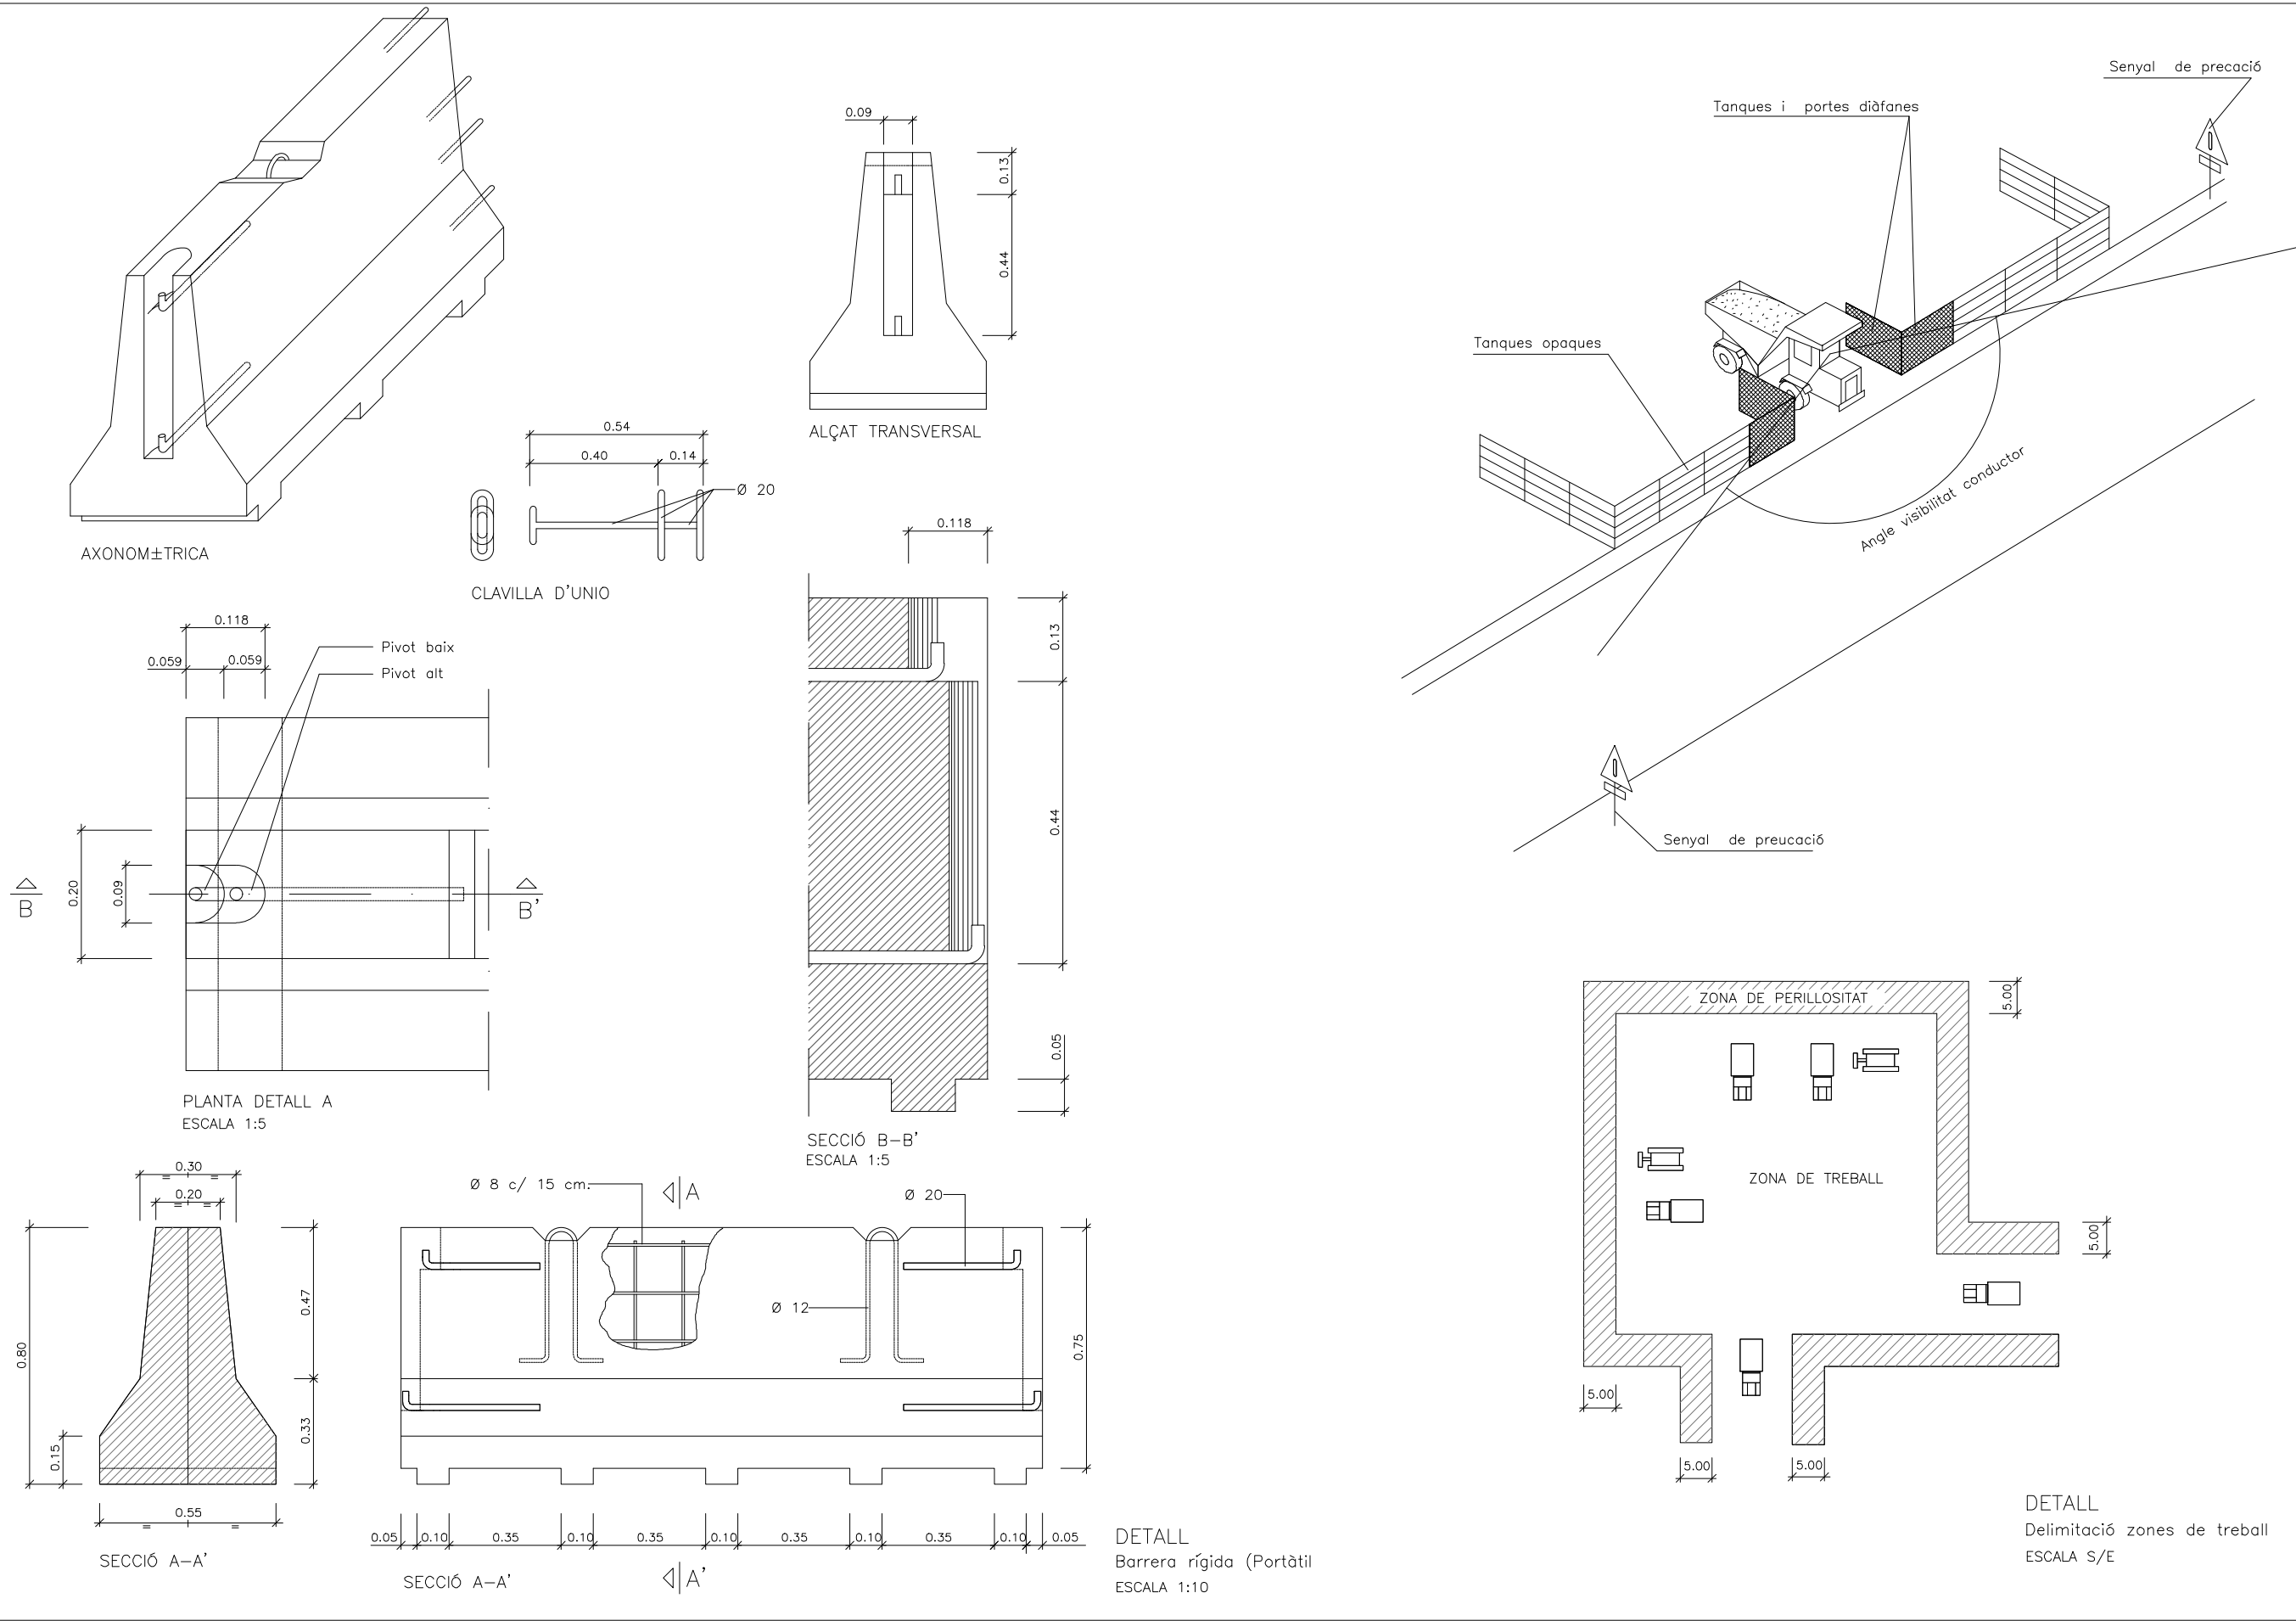 AXONOM±TRICA
0.09
0.13
0.44
ALÇAT TRANSVERSAL
0.54
0.40
0.14
Ø 20
CLAVILLA D'UNIO
0.118
0.059
0.059
Pivot baix
Pivot alt
0.20
0.09
B
B'
PLANTA DETALL A
ESCALA 1:5
0.118
0.13
0.44
0.05
SECCIÓ B-B'
ESCALA 1:5
0.30
0.20
0.80
0.47
0.33
0.15
0.55
SECCIÓ A-A'
Ø 8 c/ 15 cm.
A
Ø 20
Ø 12
0.75
0.05
0.10
0.35
0.10
0.35
0.10
0.35
0.10
0.35
0.10
0.05
SECCIÓ A-A'
A'
DETALL
Barrera rígida (Portàtil
ESCALA 1:10
Senyal de precació
Tanques i portes diàfanes
Tanques opaques
Angle visibilitat conductor
Senyal de preucació
ZONA DE PERILLOSITAT
5.00
ZONA DE TREBALL
5.00
5.00
5.00
5.00
DETALL
Delimitació zones de treball
ESCALA S/E